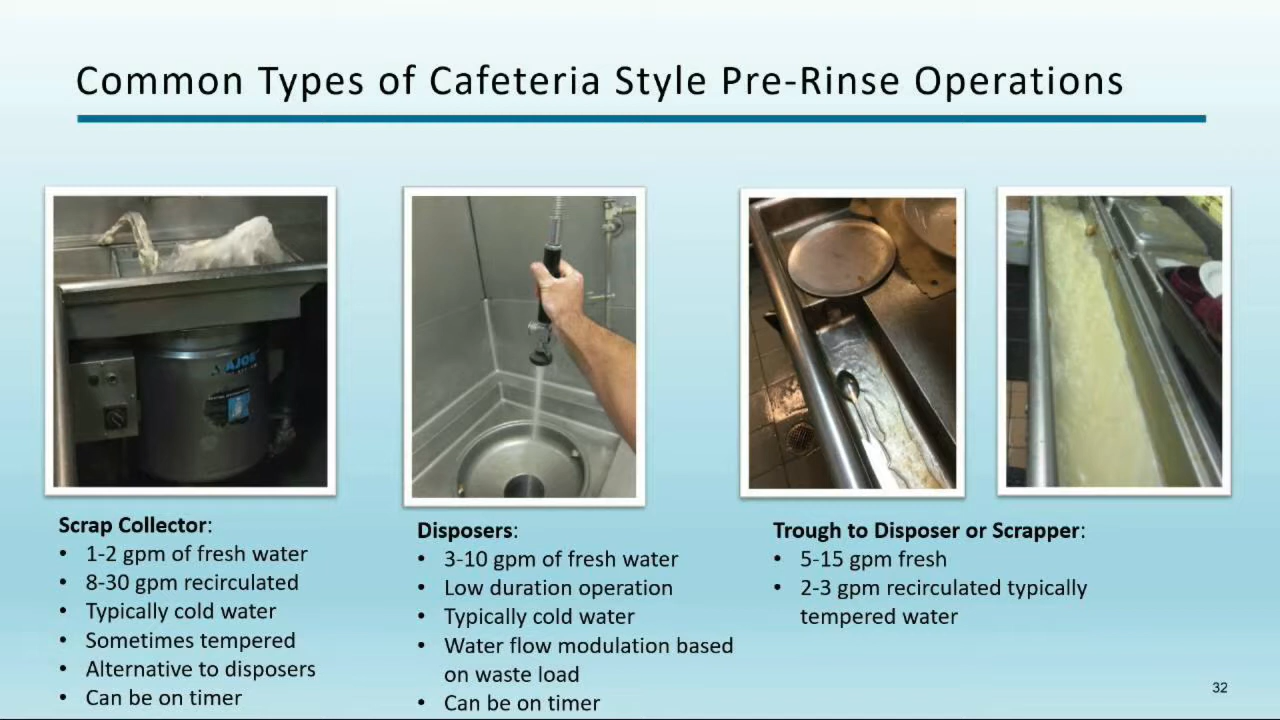 Common Types of Cafeteria Style Pre-Rinse Operations
Scrap Collector:
• 1-2 gpm of fresh water
• 8-30 gpm recirculated
• Typically cold water
• Sometimes tempered
• Alternative to disposers
• Can be on timer
Disposers:
• 3-10 gpm of fresh water
• Low duration operation
• Typically cold water
• Water flow modulation based
on waste load
• Can be on timer
Trough to Disposer or Scrapper:
• 5-15 gpm fresh
• 2-3 gpm recirculated typically
tempered water
32